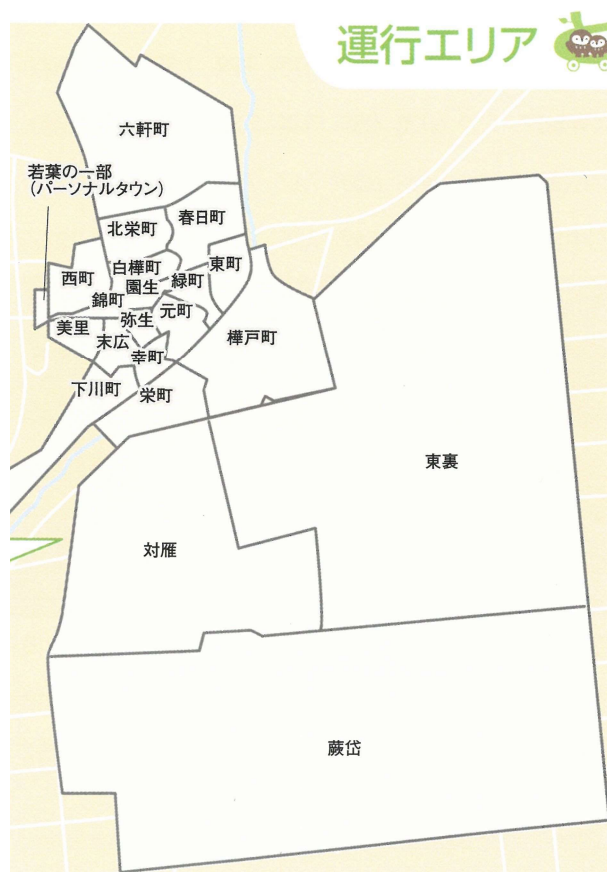 運行エリア
六軒町
若葉の一部
（パーソナルタウン）
春日町
北栄町
白樺町
東町
西町
園生
緑町
錦町
元町
美里
弥生
樺戸町
末広
幸町
下川町
栄町
東裏
対雁
蕨岱